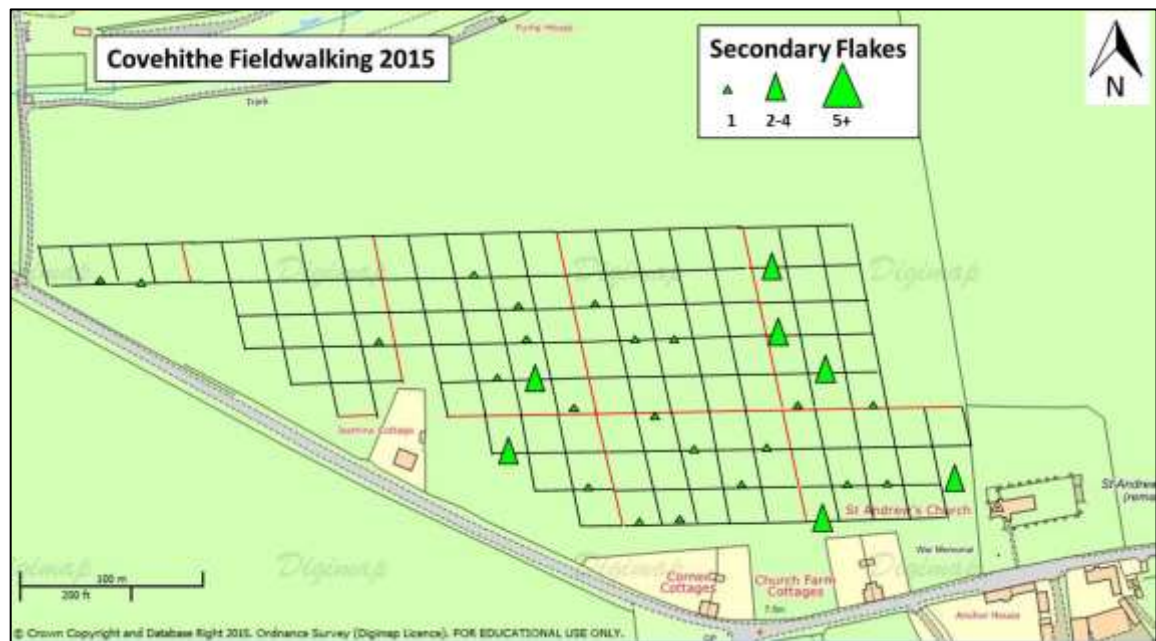 Covehithe Fieldwalking 2015
Secondary Flakes
1 2-4 5+
N
Track
Digimap Digimap Digimap
St Andrew's Church
War Memorial
Digimap Digimap
100 m
200 ft
Corner
Cottages
Church Farm
Cottages
Anchor House
© Crown Copyright and Database Right 2015. Ordnance Survey (Digimap Licence). FOR EDUCATIONAL USE ONLY.